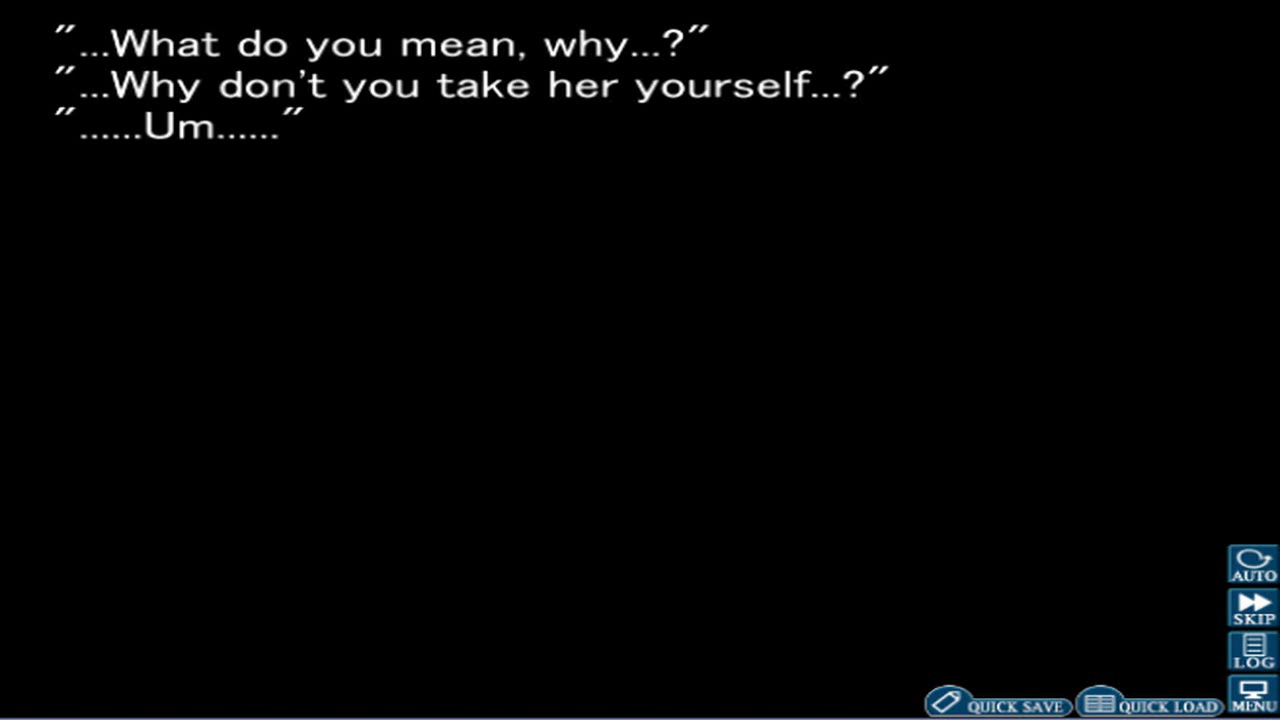 "...What do you mean, why...?"
"...Why don't you take her yourself...?"
"......Um......"
AUTO
SKIP
LOG
QUICK SAVE QUICK LOAD MENU